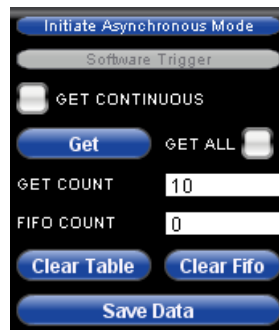 Initiate Asynchronous Mode
Software Trigger
GET CONTINUOUS
Get GET ALL
GET COUNT 10
FIFO COUNT 0
Clear Table Clear Fifo
Save Data